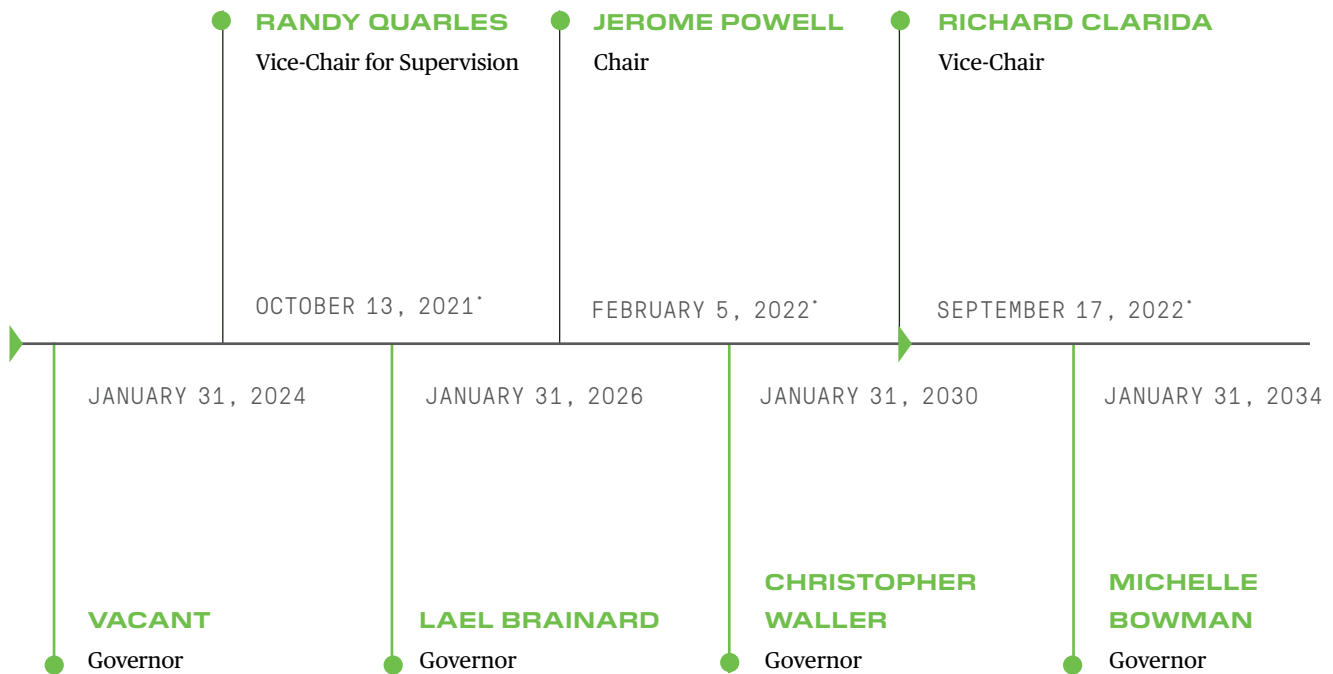 RANDY QUARLES
Vice-Chair for Supervision
OCTOBER 13, 2021*
JEROME POWELL
Chair
FEBRUARY 5, 2022*
RICHARD CLARIDA
Vice-Chair
SEPTEMBER 17, 2022*
JANUARY 31, 2024
VACANT
Governor
JANUARY 31, 2026
LAEL BRAINARD
Governor
JANUARY 31, 2030
CHRISTOPHER
WALLER
Governor
JANUARY 31, 2034
MICHELLE
BOWMAN
Governor